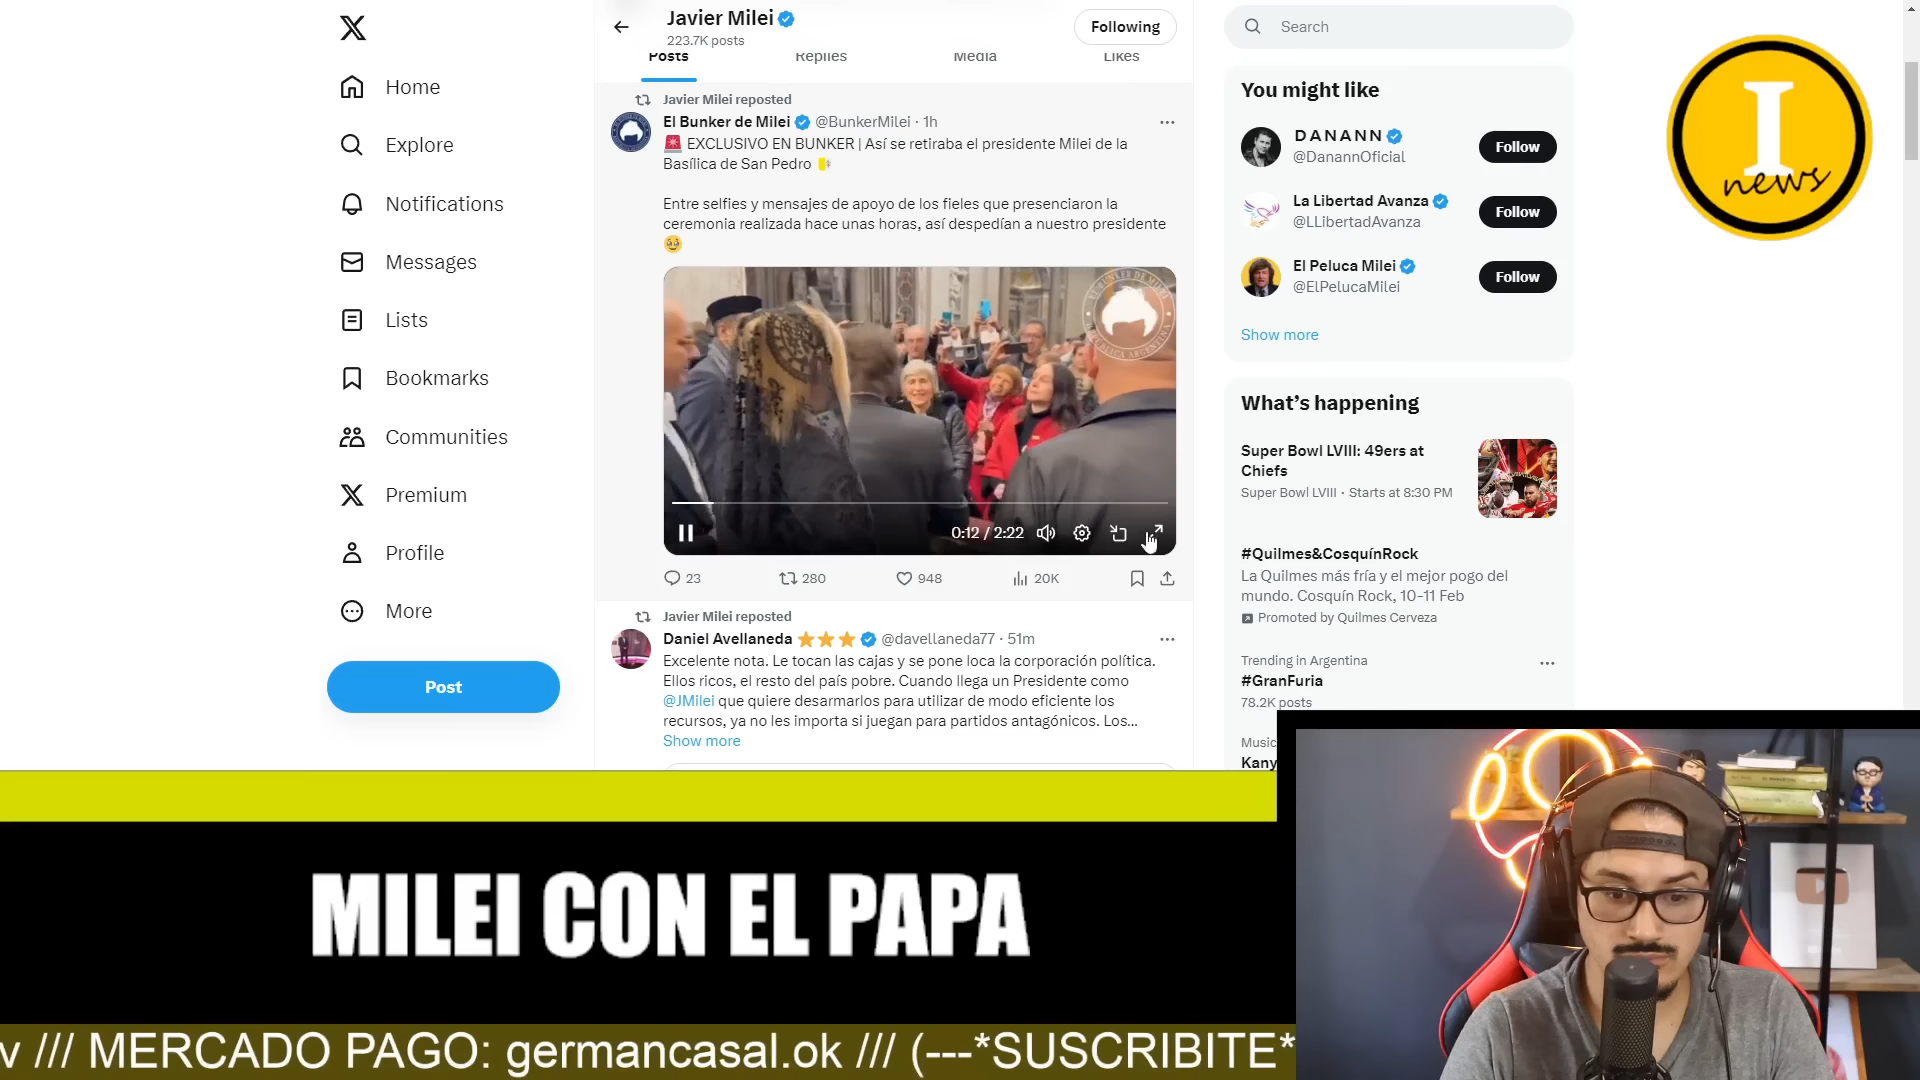 Javier Milei
223.7K posts
Following
Posts
Replies
Media
Likes
Home
Explore
Notifications
Messages
Lists
Bookmarks
Communities
Premium
Profile
More
Post
Javier Milei reposted
El Bunker de Milei @BunkerMilei · 1h
🚨 EXCLUSIVO EN BUNKER | Así se retiraba el presidente Milei de la
Basílica de San Pedro 🇻🇦
Entre selfies y mensajes de apoyo de los fieles que presenciaron la
ceremonia realizada hace unas horas, así despedían a nuestro presidente
🥹
EL BUNKER DE MILEI
REPÚBLICA ARGENTINA
0:12 / 2:22
23
280
948
20K
Javier Milei reposted
Daniel Avellaneda ⭐⭐⭐ @davellaneda77 · 51m
Excelente nota. Le tocan las cajas y se pone loca la corporación política.
Ellos ricos, el resto del país pobre. Cuando llega un Presidente como
@JMilei que quiere desarmarlos para utilizar de modo eficiente los
recursos, ya no les importa si juegan para partidos antagónicos. Los...
Show more
Search
You might like
D A N A N N
@DanannOficial
Follow
La Libertad Avanza
@LLibertadAvanza
Follow
El Peluca Milei
@ElPelucaMilei
Follow
Show more
What's happening
Super Bowl LVIII: 49ers at
Chiefs
Super Bowl LVIII · Starts at 8:30 PM
#Quilmes&CosquínRock
La Quilmes más fría y el mejor pogo del
mundo. Cosquín Rock, 10-11 Feb
Promoted by Quilmes Cerveza
Trending in Argentina
#GranFuria
78.2K posts
Music
Kany
I
news
MILEI CON EL PAPA
v /// MERCADO PAGO: germancasal.ok /// (---*SUSCRIBITE*